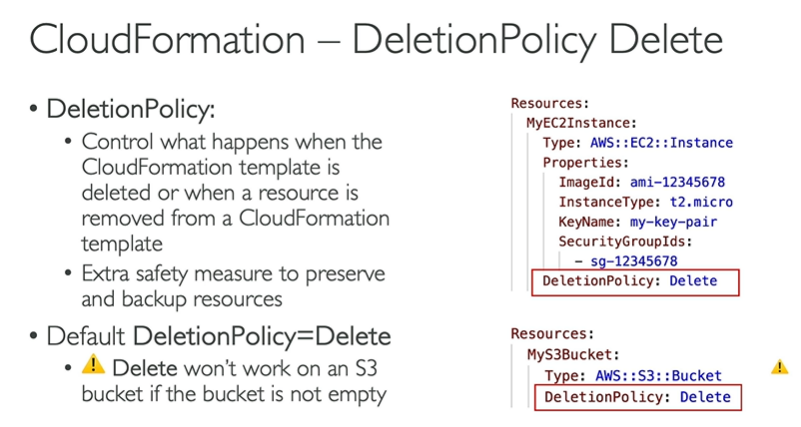 CloudFormation – DeletionPolicy Delete
• DeletionPolicy:
• Control what happens when the
CloudFormation template is
deleted or when a resource is
removed from a CloudFormation
template
• Extra safety measure to preserve
and backup resources
• Default DeletionPolicy=Delete
• ⚠ Delete won't work on an S3
bucket if the bucket is not empty
Resources:
MyEC2Instance:
Type: AWS::EC2::Instance
Properties:
ImageId: ami-12345678
InstanceType: t2.micro
KeyName: my-key-pair
SecurityGroupIds:
- sg-12345678
DeletionPolicy: Delete
Resources:
MyS3Bucket:
Type: AWS::S3::Bucket
DeletionPolicy: Delete